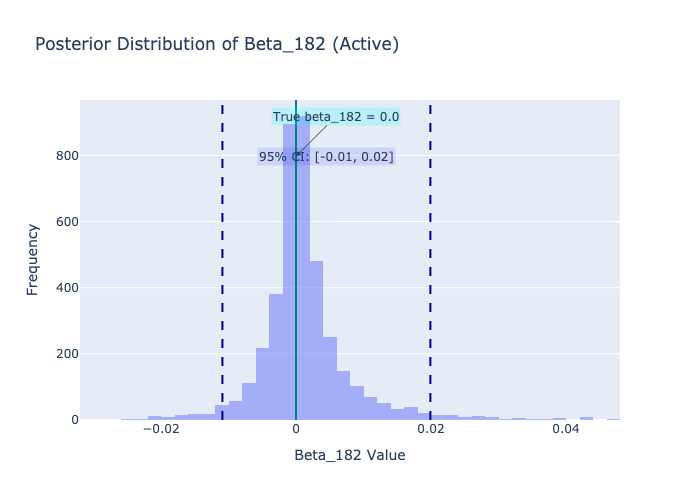 Posterior Distribution of Beta_182 (Active)
True beta_182 = 0.0
95% CI: [-0.01, 0.02]
800
600
400
200
0
Frequency
−0.02
0
0.02
0.04
Beta_182 Value